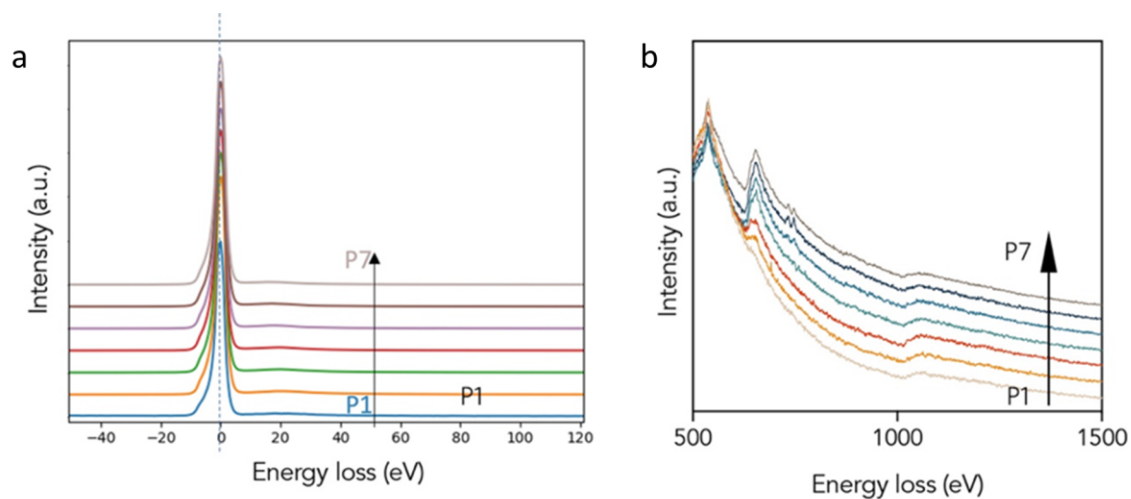 a
Intensity (a.u.)
P7
P1
P1
−40 −20 0 20 40 60 80 100 120
Energy loss (eV)
b
Intensity (a.u.)
P7
P1
500 1000 1500
Energy loss (eV)